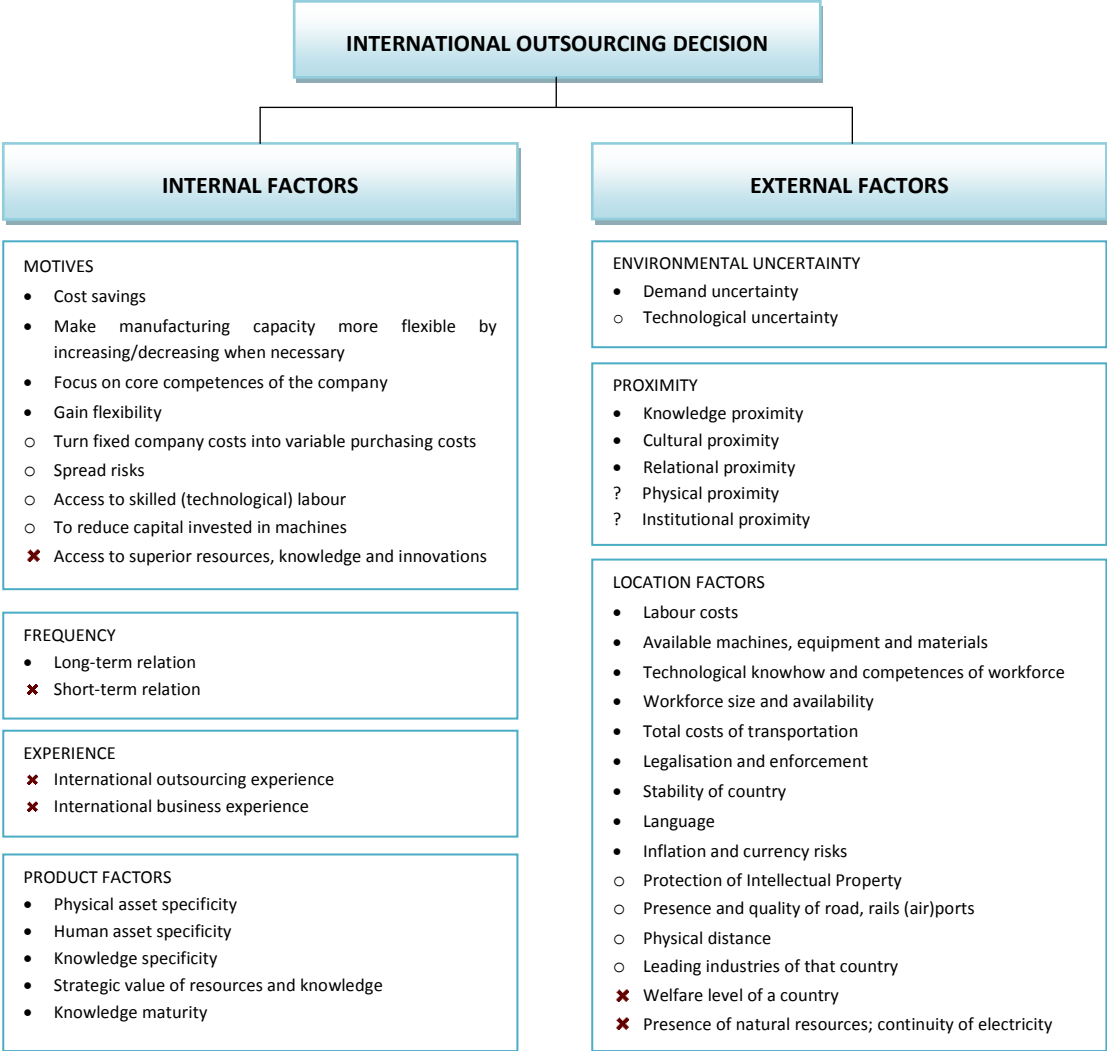 INTERNATIONAL OUTSOURCING DECISION
INTERNAL FACTORS
MOTIVES
• Cost savings
• Make manufacturing capacity more flexible by
increasing/decreasing when necessary
• Focus on core competences of the company
• Gain flexibility
○ Turn fixed company costs into variable purchasing costs
○ Spread risks
○ Access to skilled (technological) labour
○ To reduce capital invested in machines
✖ Access to superior resources, knowledge and innovations
FREQUENCY
• Long-term relation
✖ Short-term relation
EXPERIENCE
✖ International outsourcing experience
✖ International business experience
PRODUCT FACTORS
• Physical asset specificity
• Human asset specificity
• Knowledge specificity
• Strategic value of resources and knowledge
• Knowledge maturity
EXTERNAL FACTORS
ENVIRONMENTAL UNCERTAINTY
• Demand uncertainty
○ Technological uncertainty
PROXIMITY
• Knowledge proximity
• Cultural proximity
• Relational proximity
? Physical proximity
? Institutional proximity
LOCATION FACTORS
• Labour costs
• Available machines, equipment and materials
• Technological knowhow and competences of workforce
• Workforce size and availability
• Total costs of transportation
• Legalisation and enforcement
• Stability of country
• Language
• Inflation and currency risks
○ Protection of Intellectual Property
○ Presence and quality of road, rails (air)ports
○ Physical distance
○ Leading industries of that country
✖ Welfare level of a country
✖ Presence of natural resources; continuity of electricity